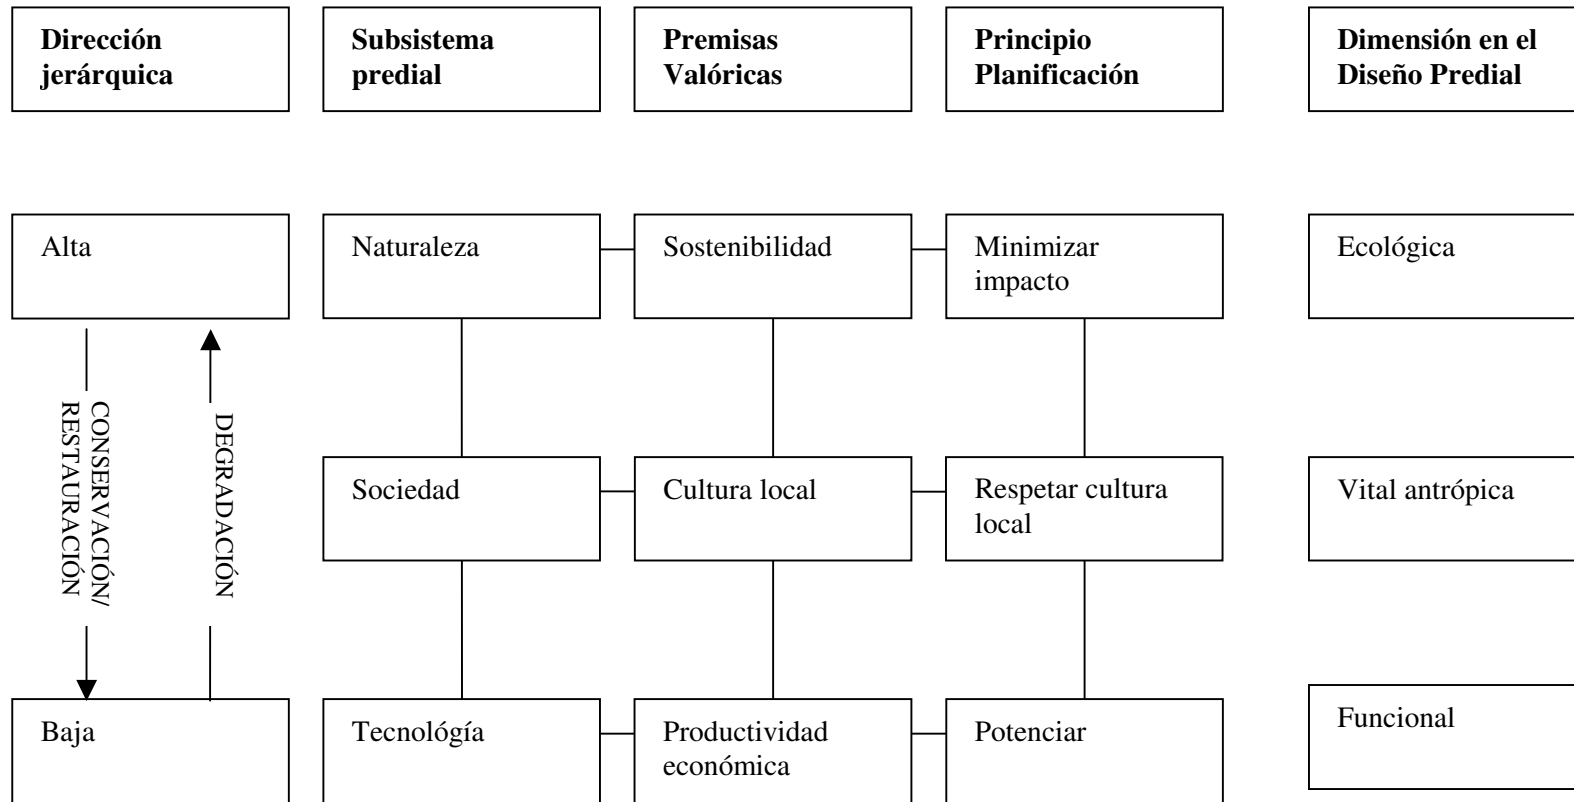 Dirección
jerárquica
Subsistema
predial
Premisas
Valóricas
Principio
Planificación
Dimensión en el
Diseño Predial
Alta
Naturaleza
Sostenibilidad
Minimizar
impacto
Ecológica
CONSERVACIÓN/
RESTAURACIÓN
DEGRADACIÓN
Sociedad
Cultura local
Respetar cultura
local
Vital antrópica
Baja
Tecnológía
Productividad
económica
Potenciar
Funcional